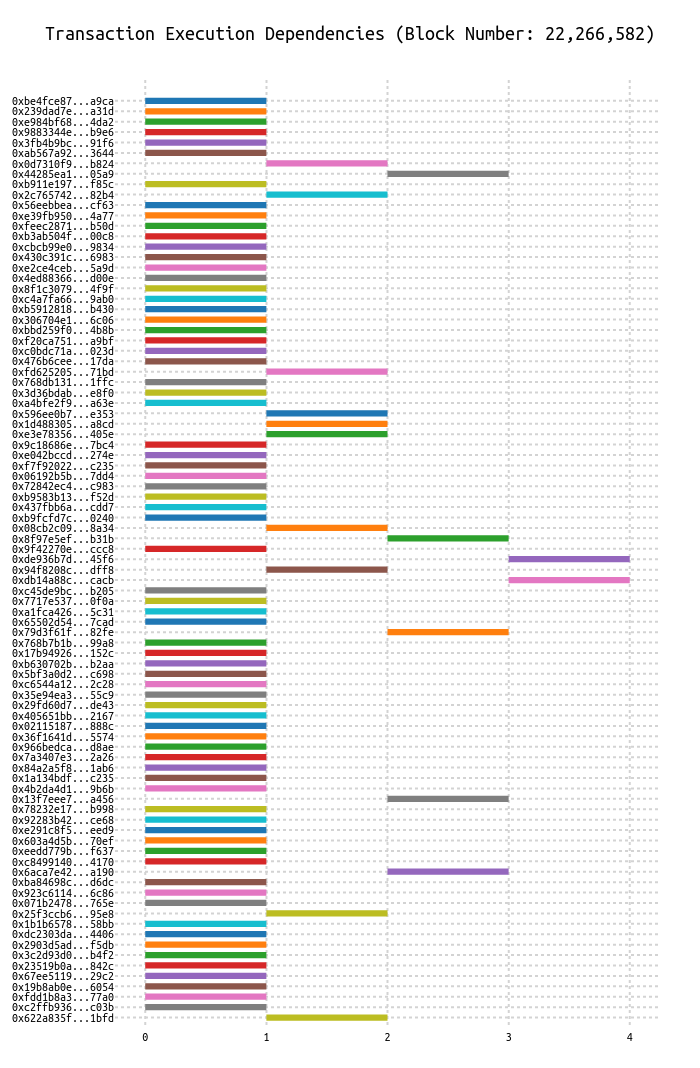 Transaction Execution Dependencies (Block Number: 22,266,582)
0xbe4fce87...a9ca
0x239dad7e...a31d
0xe984bf68...4da2
0x9883344e...b9e6
0x3fb4b9bc...91f6
0xab567a92...3644
0x0d7310f9...b824
0x44285ea1...05a9
0xb911e197...f85c
0x2c765742...82b4
0x56eebbea...cf63
0xe39fb950...4a77
0xfeec2871...b50d
0xb3ab504f...00c8
0xcbcb99e0...9834
0x430c391c...6983
0xe2ce4ceb...5a9d
0x4ed88366...d00e
0x8f1c3079...4f9f
0xc4a7fa66...9ab0
0xb5912818...b430
0x306704e1...6c06
0xbbd259f0...4b8b
0xf20ca751...a9bf
0xc0bdc71a...023d
0x476b6cee...17da
0xfd625205...71bd
0x768db131...1ffc
0x3d36bdab...e8f0
0xa4bfe2f9...a63e
0x596ee0b7...e353
0x1d488305...a8cd
0xe3e78356...405e
0x9c18686e...7bc4
0xe042bccd...274e
0xf7f92022...c235
0x06192b5b...7dd4
0x72842ec4...c983
0xb9583b13...f52d
0x437fbb6a...cdd7
0xb9fcfd7c...0240
0x08cb2c09...8a34
0x8f97e5ef...b31b
0x9f42270e...ccc8
0xde936b7d...45f6
0x94f8208c...dff8
0xdb14a88c...cacb
0xc45de9bc...b205
0x7717e537...0f0a
0xa1fca426...5c31
0x65502d54...7cad
0x79d3f61f...82fe
0x768b7b1b...99a8
0x17b94926...152c
0xb630702b...b2aa
0x5bf3a0d2...c698
0xc6544a12...2c28
0x35e94ea3...55c9
0x29fd60d7...de43
0x405651bb...2167
0x02115187...888c
0x36f1641d...5574
0x966bedca...d8ae
0x7a3407e3...2a26
0x84a2a5f8...1ab6
0x1a134bdf...c235
0x4b2da4d1...9b6b
0x13f7eee7...a456
0x78232e17...b998
0x92283b42...ce68
0xe291c8f5...eed9
0x603a4d5b...70ef
0xeedd779b...f637
0xc8499140...4170
0x6aca7e42...a190
0xba84698c...d6dc
0x923c6114...6c86
0x071b2478...765e
0x25f3ccb6...95e8
0x1b1b6578...58bb
0xdc2303da...4406
0x2903d5ad...f5db
0x3c2d93d0...b4f2
0x23519b0a...842c
0x67ee5119...29c2
0x19b8ab0e...6054
0xfdd1b8a3...77a0
0xc2ffb936...c03b
0x622a835f...1bfd
0 1 2 3 4